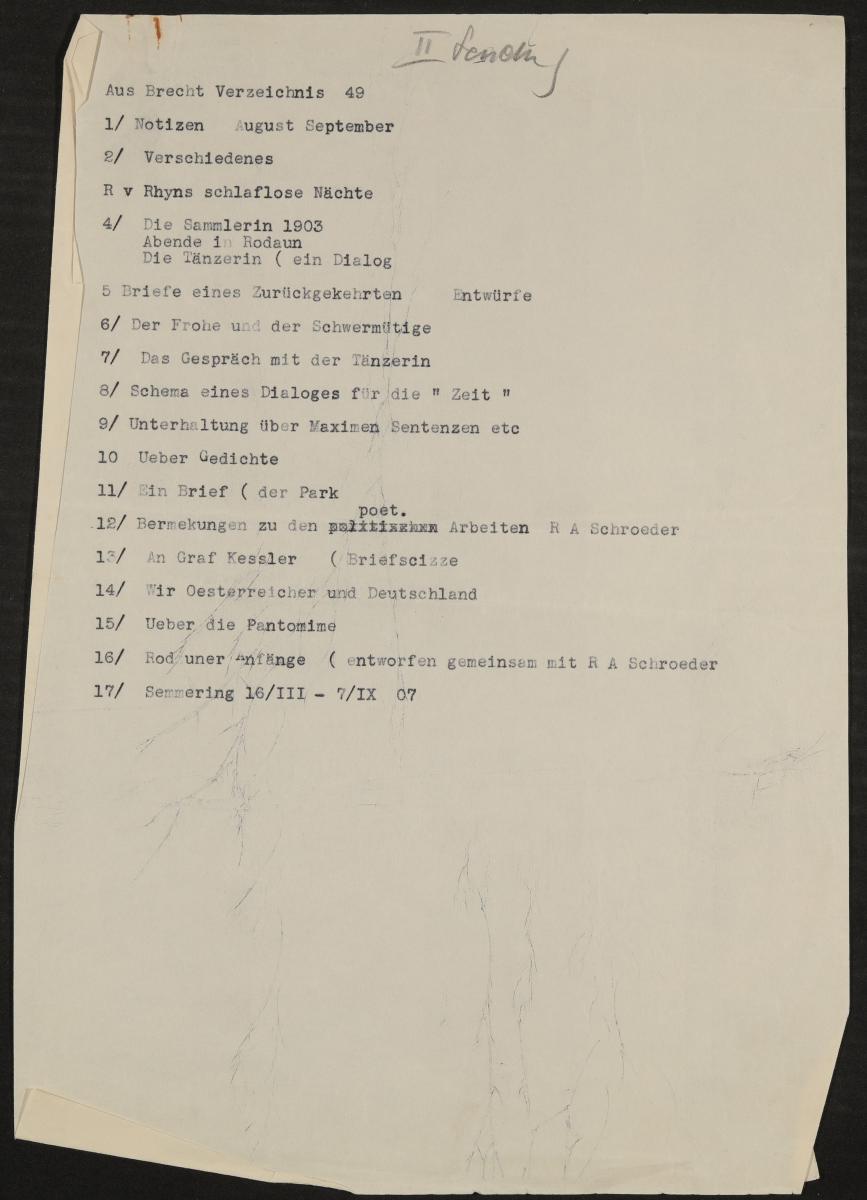 II Sendung
Aus Brecht Verzeichnis 49
1/ Notizen August September
2/ Verschiedenes
R v Rhyns schlaflose Nächte
4/ Die Sammlerin 1903
Abende in Rodaun
Die Tänzerin ( ein Dialog
5 Briefe eines Zurückgekehrten Entwürfe
6/ Der Frohe und der Schwermütige
7/ Das Gespräch mit der Tänzerin
8/ Schema eines Dialoges für die " Zeit "
9/ Unterhaltung über Maximen Sentenzen etc
10 Ueber Gedichte
11/ Ein Brief ( der Park
poet.
12/ Bermekungen zu den politischen Arbeiten R A Schroeder
13/ An Graf Kessler ( Briefscizze
14/ Wir Oesterreicher und Deutschland
15/ Ueber die Pantomime
16/ Rod uner Anfänge ( entworfen gemeinsam mit R A Schroeder
17/ Semmering 16/III - 7/IX 07